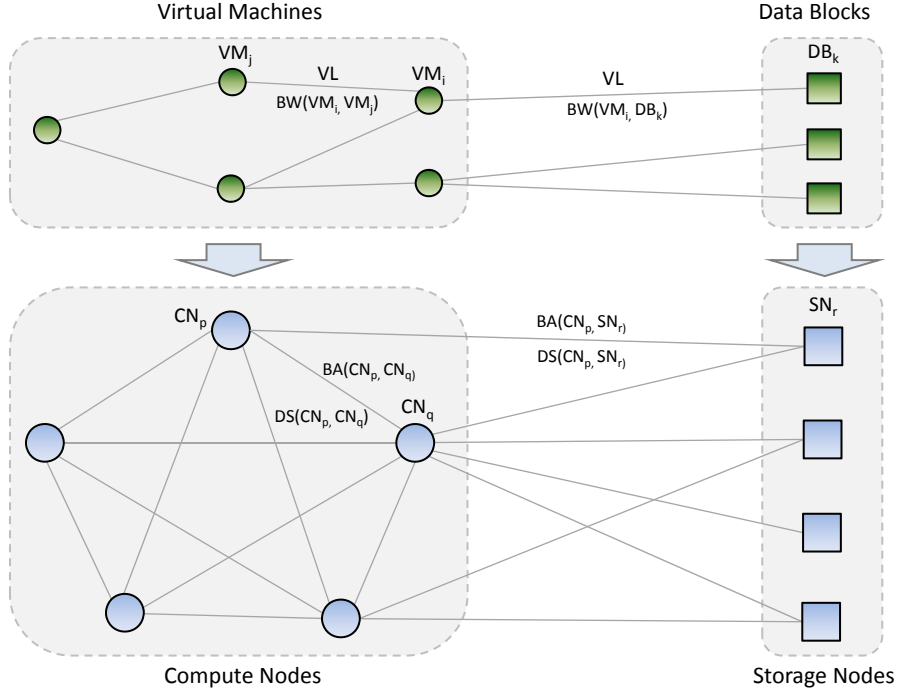 Virtual Machines
Data Blocks
VMj
VL
VMi
BW(VMi, VMj)
VL
BW(VMi, DBk)
DBk
CNp
BA(CNp, SNr)
DS(CNp, SNr)
SNr
BA(CNp, CNq)
DS(CNp, CNq)
CNq
Compute Nodes
Storage Nodes